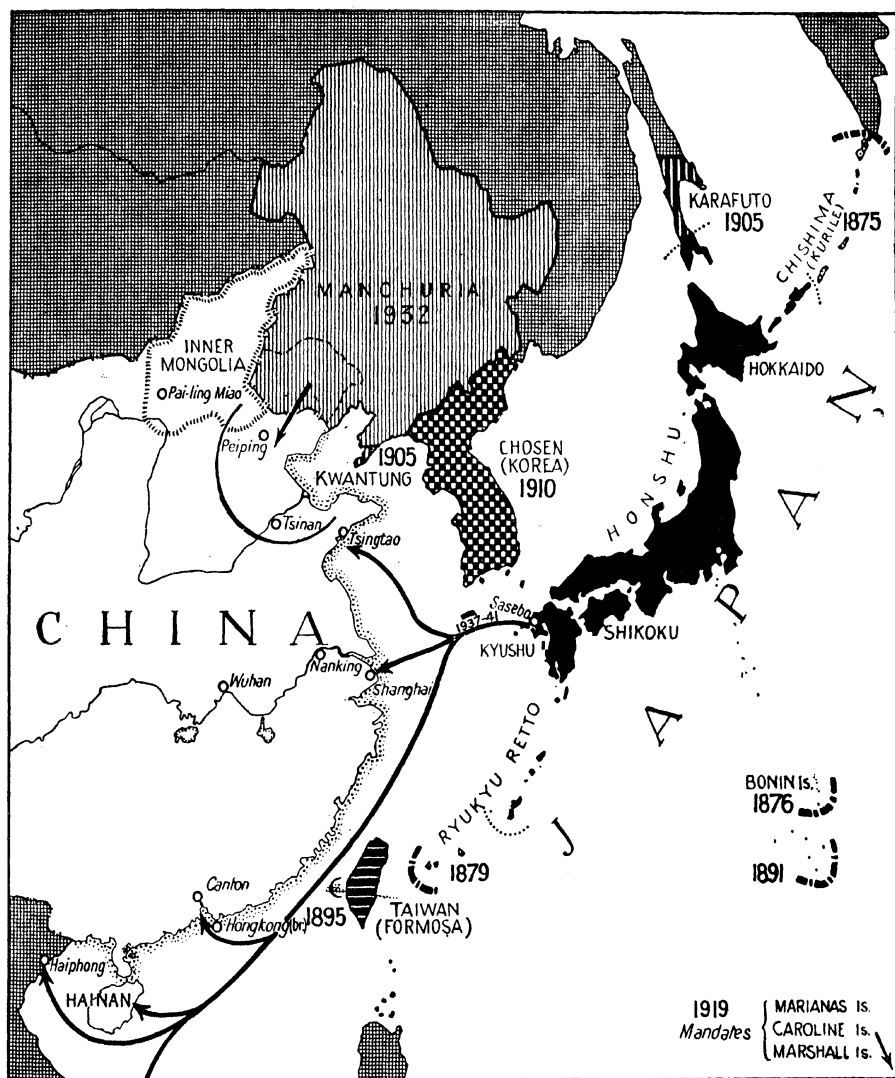 KARAFUTO
1905
CHISHIMA
(KURILE)
1875
MANCHURIA
1932
INNER
MONGOLIA
Pai-ling Miao
HOKKAIDO
Peiping
1905
KWANTUNG
CHOSEN
(KOREA)
1910
HONSHU
JAPAN
Tsinan
Tsingtao
CHINA
1937-41
Sasebo
KYUSHU
SHIKOKU
Nanking
Wuhan
Shanghai
RYUKYU RETTO
BONIN Is.
1876
1879
1891
Canton
Hongkong (br.)
1895
TAIWAN
(FORMOSA)
Haiphong
HAINAN
1919
Mandates
MARIANAS Is.
CAROLINE Is.
MARSHALL Is.